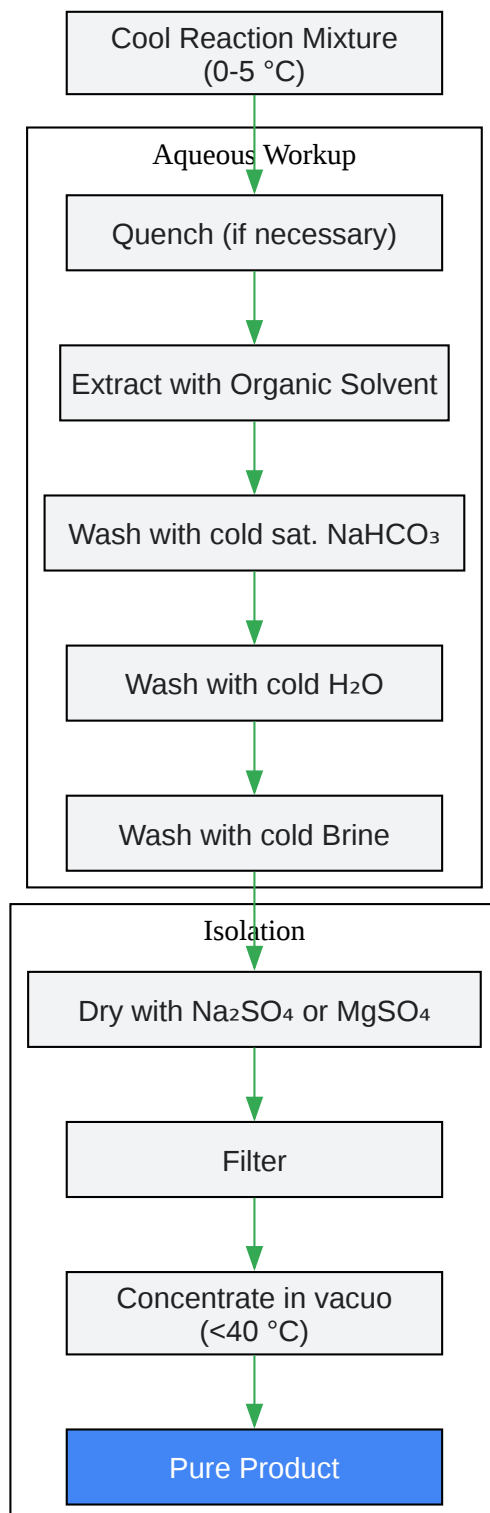 Cool Reaction Mixture
(0-5 °C)
Aqueous Workup
Quench (if necessary)
Extract with Organic Solvent
Wash with cold sat. NaHCO₃
Wash with cold H₂O
Wash with cold Brine
Isolation
Dry with Na₂SO₄ or MgSO₄
Filter
Concentrate in vacuo
(<40 °C)
Pure Product